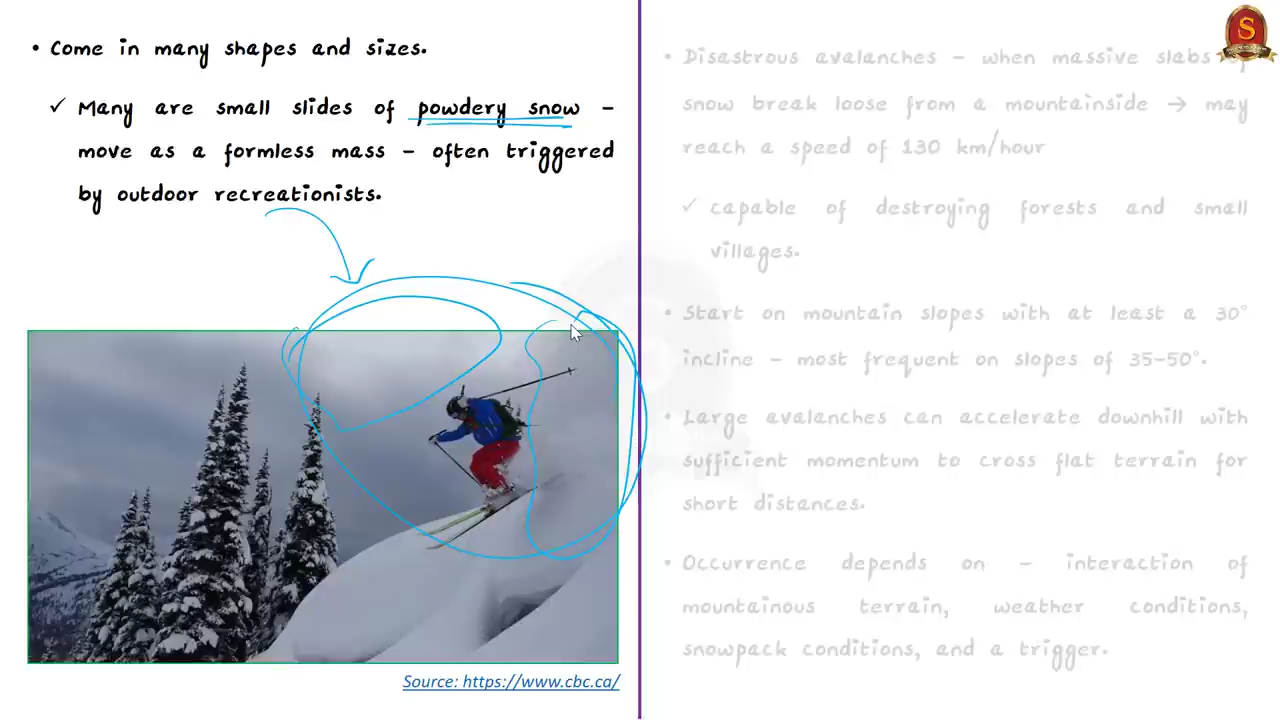 • Come in many shapes and sizes.
✓ Many are small slides of powdery snow –
move as a formless mass – often triggered
by outdoor recreationists.
Source: https://www.cbc.ca/
• Disastrous avalanches – when massive slabs of
snow break loose from a mountainside → may
reach a speed of 130 km/hour
✓ capable of destroying forests and small
villages.
• Start on mountain slopes with at least a 30°
incline – most frequent on slopes of 35-50°.
• Large avalanches can accelerate downhill with
sufficient momentum to cross flat terrain for
short distances.
• Occurrence depends on – interaction of
mountainous terrain, weather conditions,
snowpack conditions, and a trigger.
S